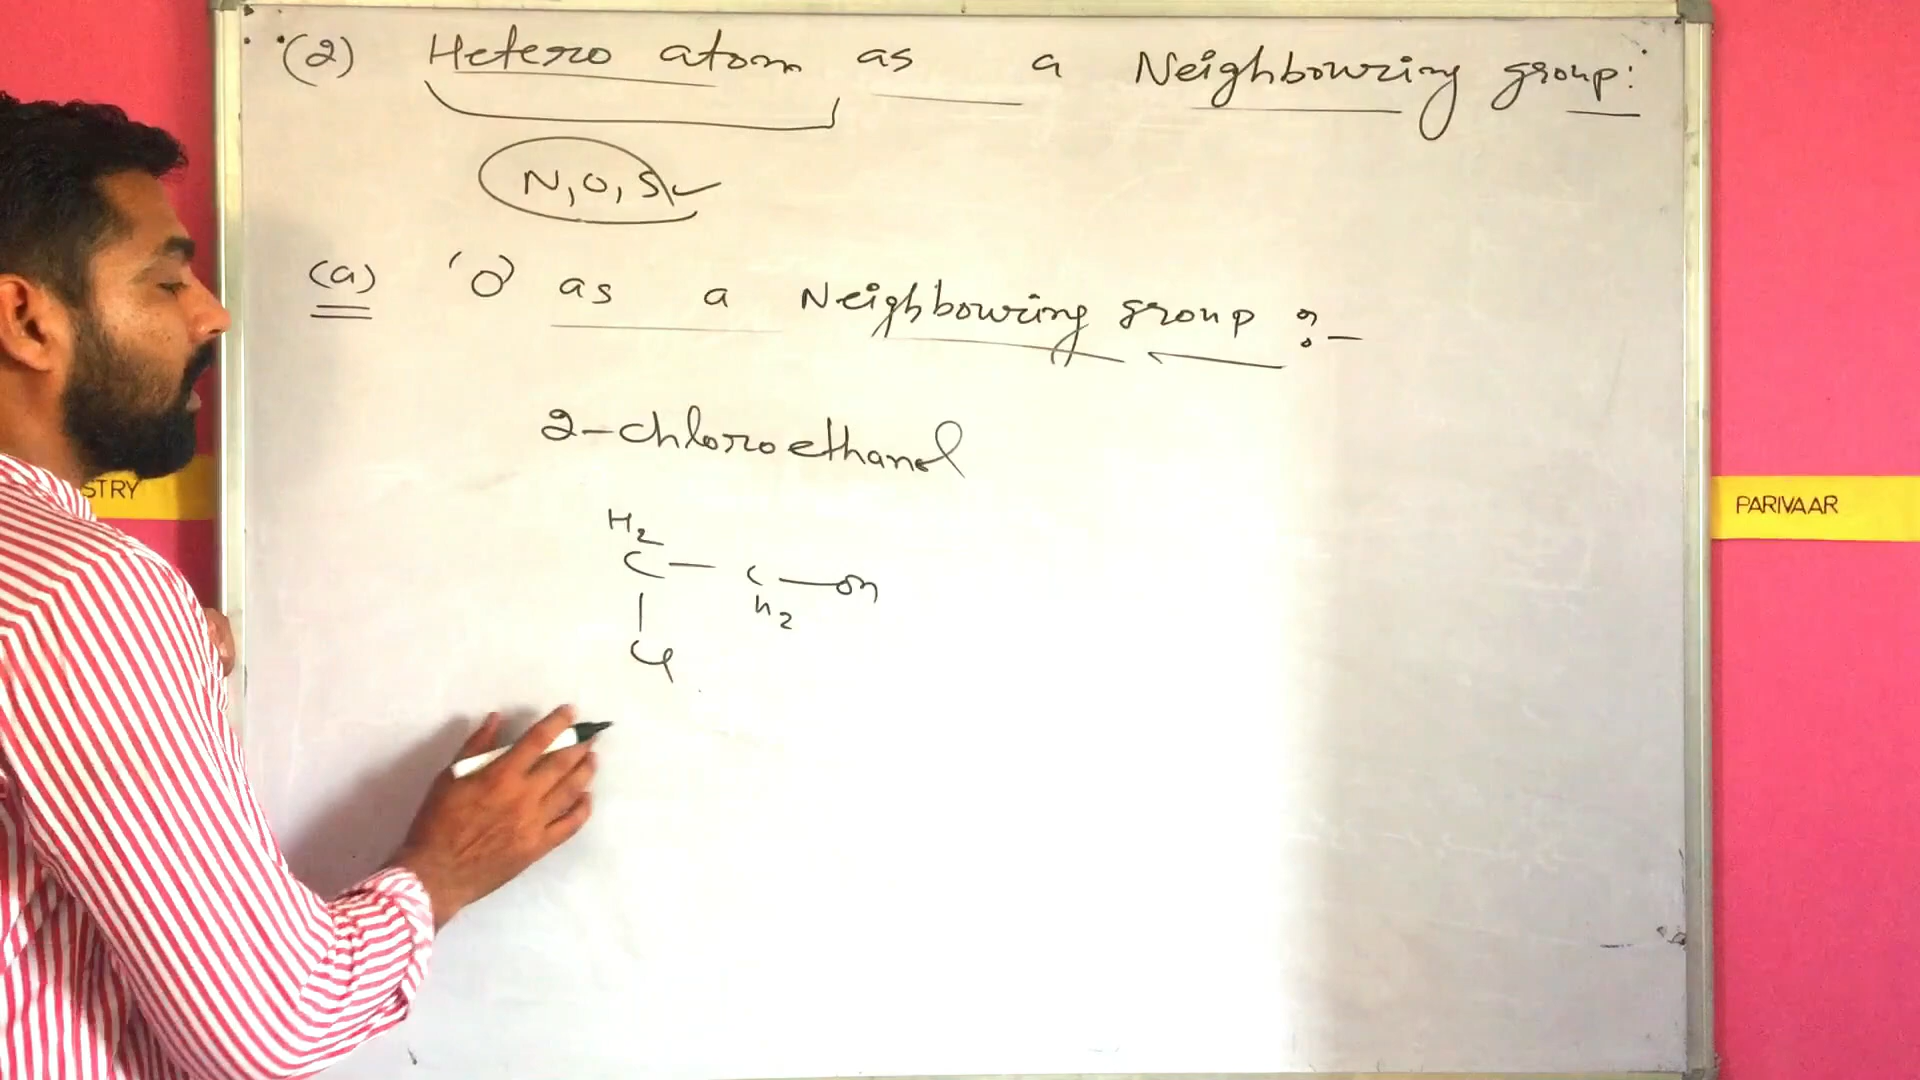 (2) Hetero atom as a Neighbouring group:
N, O, S
(a) 'O' as a Neighbouring group :-
2-chloroethanol
H2
C — C — OH
H2
Cl
STRY
PARIVAAR